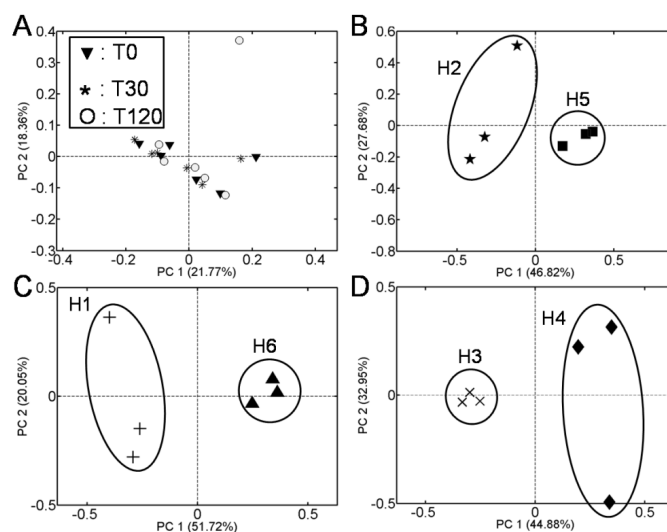 A
▼ : T0
* : T30
○ : T120
0.4
0.3
0.2
0.1
0
-0.1
-0.2
-0.3
PC 2 (18.36%)
-0.4
-0.2
0
0.2
0.4
PC 1 (21.77%)
B
H2
H5
0.6
0.4
0.2
0
-0.2
-0.4
-0.6
-0.8
PC 2 (27.68%)
-0.5
0
0.5
PC 1 (46.82%)
C
H1
H6
0.5
0
-0.5
PC 2 (20.05%)
-0.5
0
0.5
PC 1 (51.72%)
D
H3
H4
0.5
0
-0.5
PC 2 (32.95%)
-0.5
0
0.5
PC 1 (44.88%)